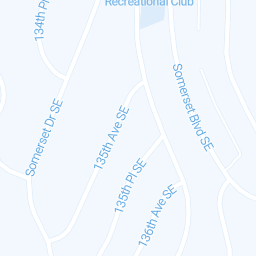 Recreational Club
134th Pl
Somerset Dr SE
135th Ave SE
Somerset Blvd SE
135th Pl SE
136th Ave SE